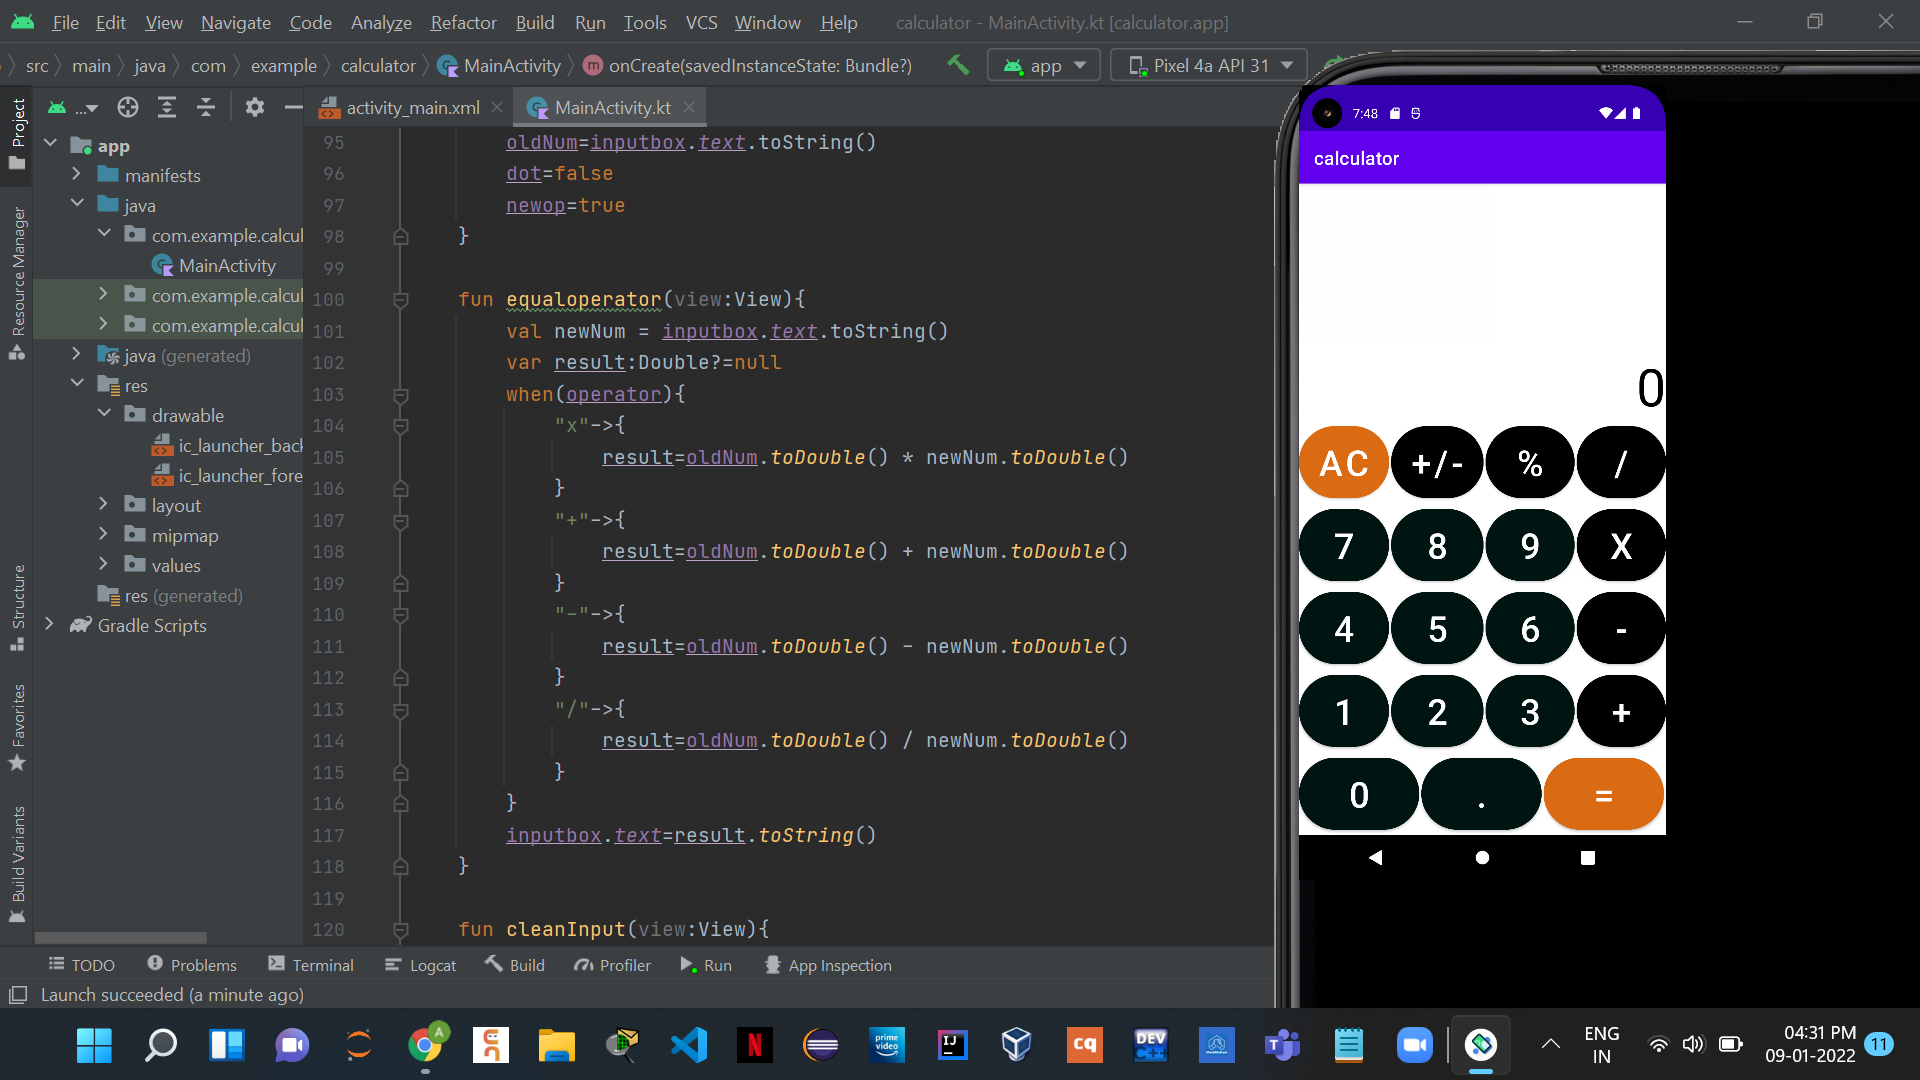 File Edit View Navigate Code Analyze Refactor Build Run Tools VCS Window Help calculator - MainActivity.kt [calculator.app]
src main java com example calculator MainActivity onCreate(savedInstanceState: Bundle?) app Pixel 4a API 31
Project
Resource Manager
Structure
Favorites
Build Variants
...
app
manifests
java
com.example.calcul
MainActivity
com.example.calcul
com.example.calcul
java (generated)
res
drawable
ic_launcher_back
ic_launcher_fore
layout
mipmap
values
res (generated)
Gradle Scripts
activity_main.xml MainActivity.kt
95 oldNum=inputbox.text.toString()
96 dot=false
97 newop=true
98 }
99
100 fun equaloperator(view:View){
101 val newNum = inputbox.text.toString()
102 var result:Double?=null
103 when(operator){
104 "x"->{
105 result=oldNum.toDouble() * newNum.toDouble()
106 }
107 "+"->{
108 result=oldNum.toDouble() + newNum.toDouble()
109 }
110 "-"->{
111 result=oldNum.toDouble() - newNum.toDouble()
112 }
113 "/"->{
114 result=oldNum.toDouble() / newNum.toDouble()
115 }
116 }
117 inputbox.text=result.toString()
118 }
119
120 fun cleanInput(view:View){
7:48
calculator
0
AC +/- % /
7 8 9 X
4 5 6 -
1 2 3 +
0 . =
TODO Problems Terminal Logcat Build Profiler Run App Inspection
Launch succeeded (a minute ago)
A
N
prime video
IJ
cq
DEV C++
ENG
IN
04:31 PM
09-01-2022
11